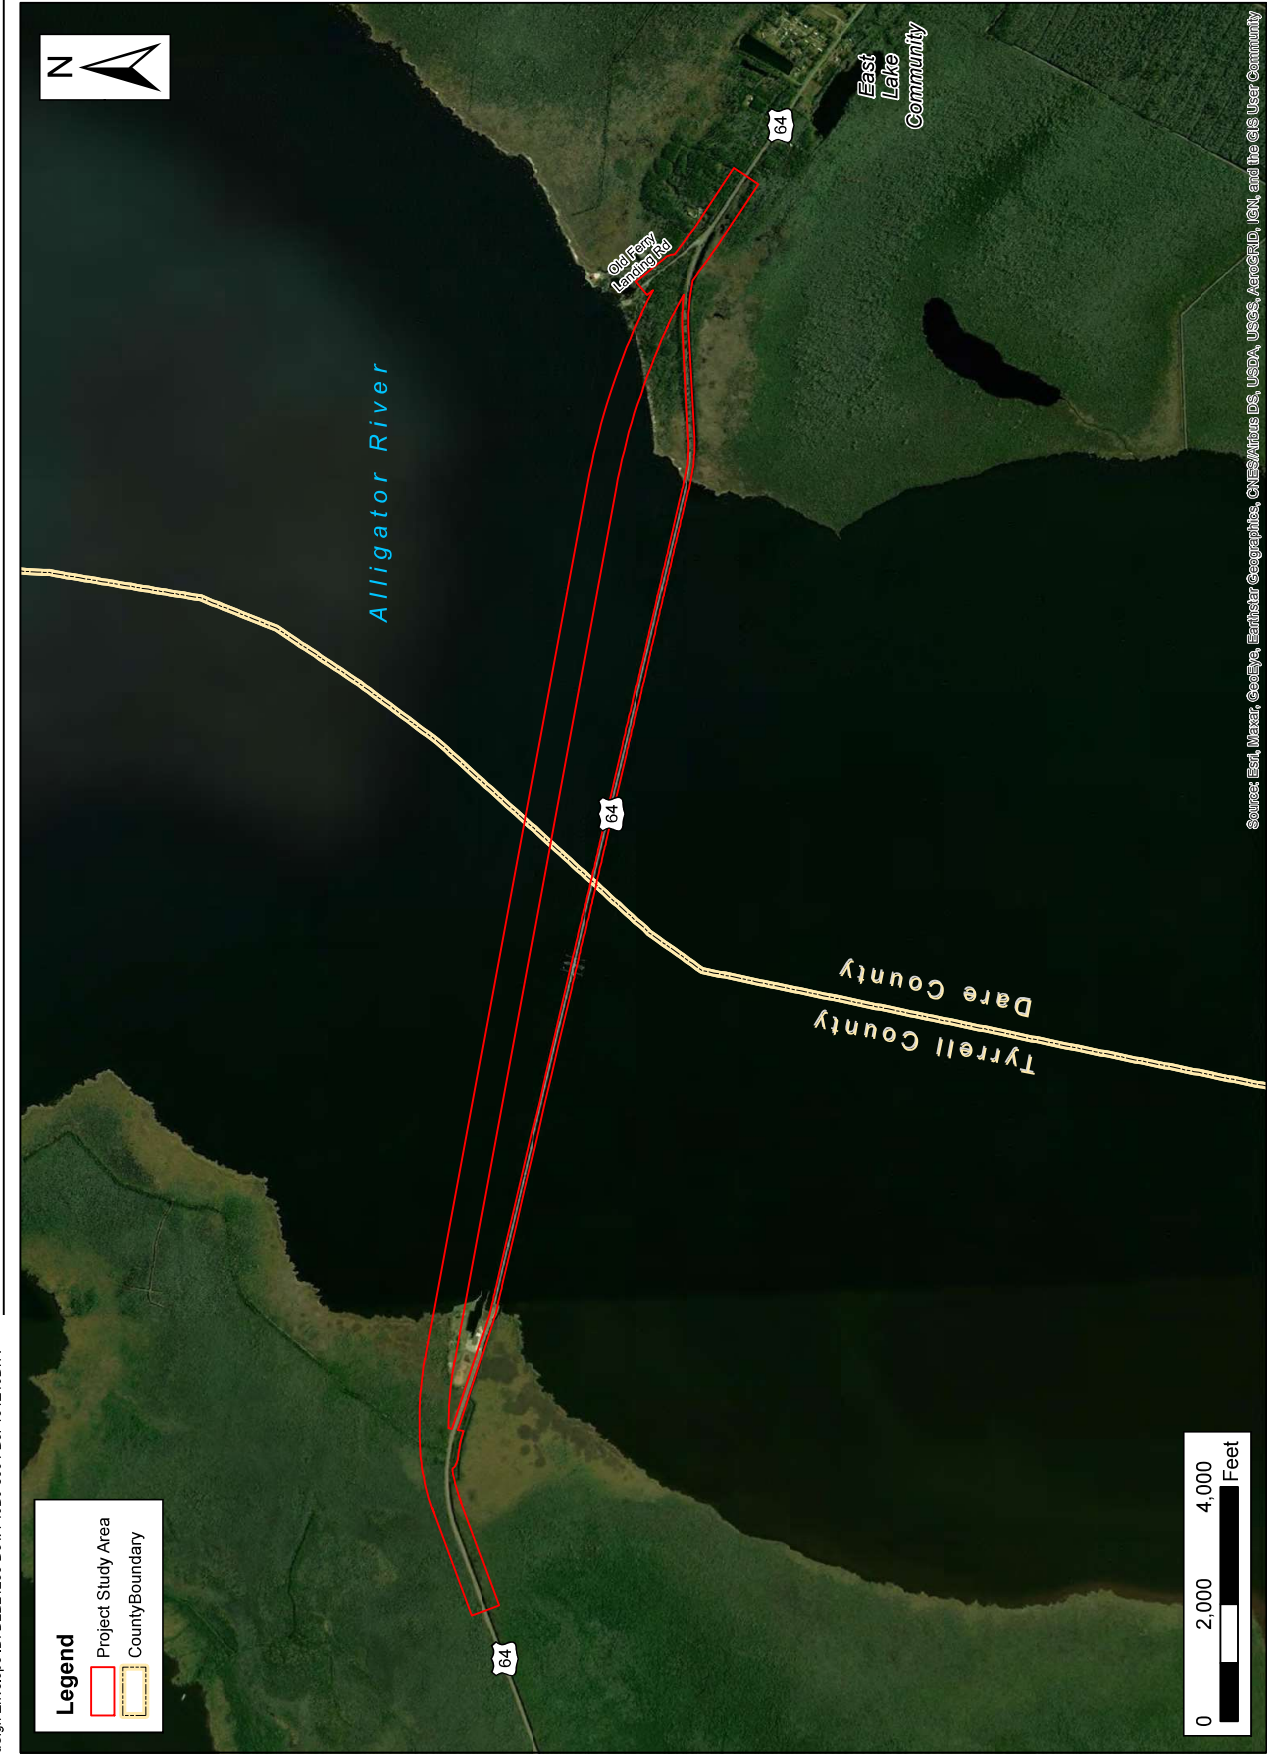 N
Legend
Project Study Area
CountyBoundary
Alligator River
Old Ferry
Landing Rd
64
East
Lake
Community
64
64
Dare County
Tyrrell County
0
2,000
4,000
Feet
Source: Esri, Maxar, GeoEye, Earthstar Geographics, CNES/Airbus DS, USDA, USGS, AeroGRID, IGN, and the GIS User Community